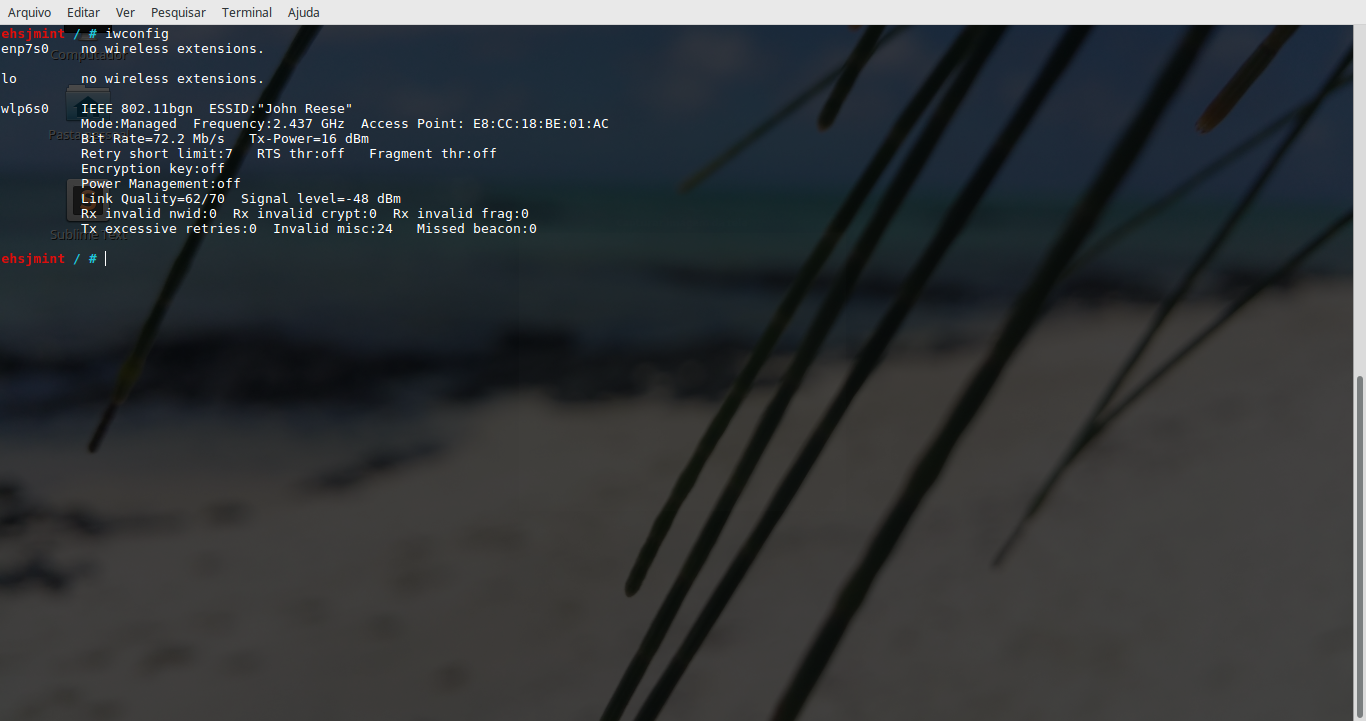 Arquivo Editar Ver Pesquisar Terminal Ajuda
ehsjmint / # iwconfig
enp7s0    no wireless extensions.
Computador
lo        no wireless extensions.
wlp6s0    IEEE 802.11bgn  ESSID:"John Reese"
          Mode:Managed  Frequency:2.437 GHz  Access Point: E8:CC:18:BE:01:AC
Pasta
          Bit Rate=72.2 Mb/s   Tx-Power=16 dBm
          Retry short limit:7   RTS thr:off   Fragment thr:off
          Encryption key:off
          Power Management:off
          Link Quality=62/70  Signal level=-48 dBm
          Rx invalid nwid:0  Rx invalid crypt:0  Rx invalid frag:0
          Tx excessive retries:0  Invalid misc:24   Missed beacon:0
Sublime Text
ehsjmint / #